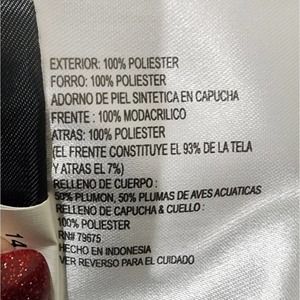 EXTERIOR: 100% POLIESTER
FORRO: 100% POLIESTER
ADORNO DE PIEL SINTETICA EN CAPUCHA
FRENTE : 100% MODACRILICO
ATRAS: 100% POLIESTER
(EL FRENTE CONSTITUYE EL 93% DE LA TELA
Y ATRAS EL 7%)
RELLENO DE CUERPO :
50% PLUMON, 50% PLUMAS DE AVES ACUATICAS
RELLENO DE CAPUCHA & CUELLO :
100% POLIESTER
RN# 79675
HECHO EN INDONESIA
VER REVERSO PARA EL CUIDADO
14